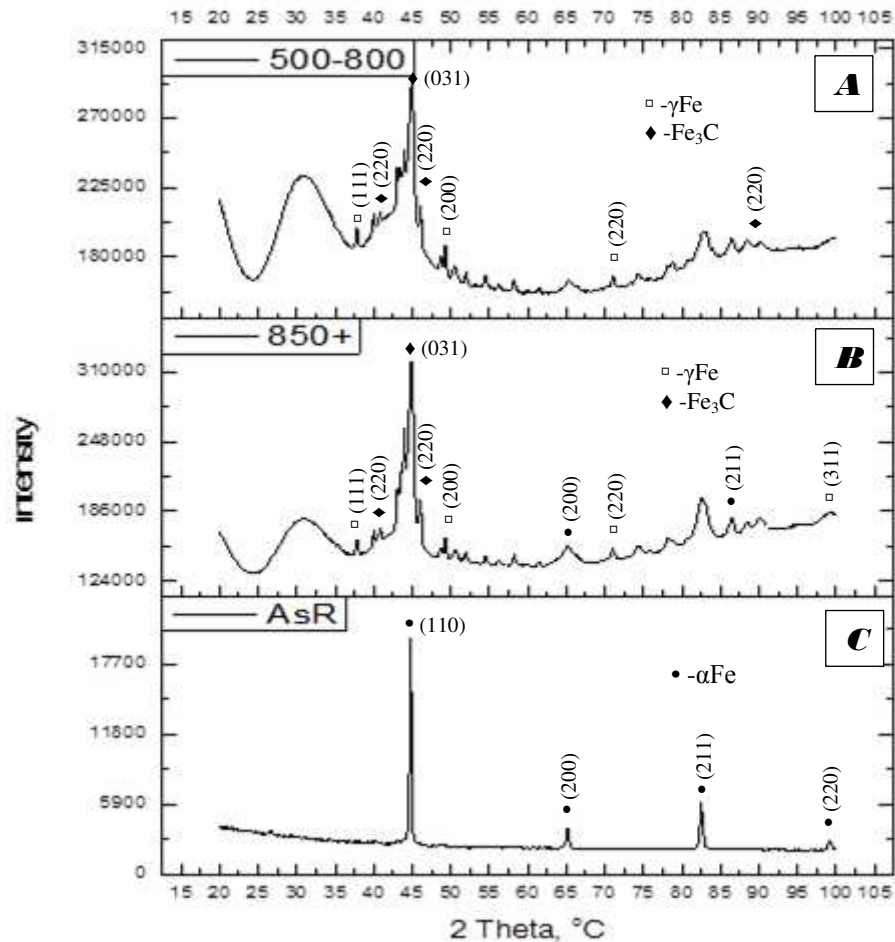 15 20 25 30 35 40 45 50 55 60 65 70 75 80 85 90 95 100
315000
270000
225000
180000
500-800
A
◆ (031)
□ -γFe
◆ -Fe₃C
□ (111)
◆ (220)
◆ (220)
□ (200)
□ (220)
◆ (220)
310000
248000
186000
124000
850+
B
◆ (031)
□ -γFe
◆ -Fe₃C
□ (111)
◆ (220)
◆ (220)
□ (200)
• (200)
□ (220)
• (211)
□ (311)
Intensity
17700
11800
5900
0
AsR
C
• (110)
• -αFe
• (200)
• (211)
• (220)
15 20 25 30 35 40 45 50 55 60 65 70 75 80 85 90 95 100
2 Theta, °C